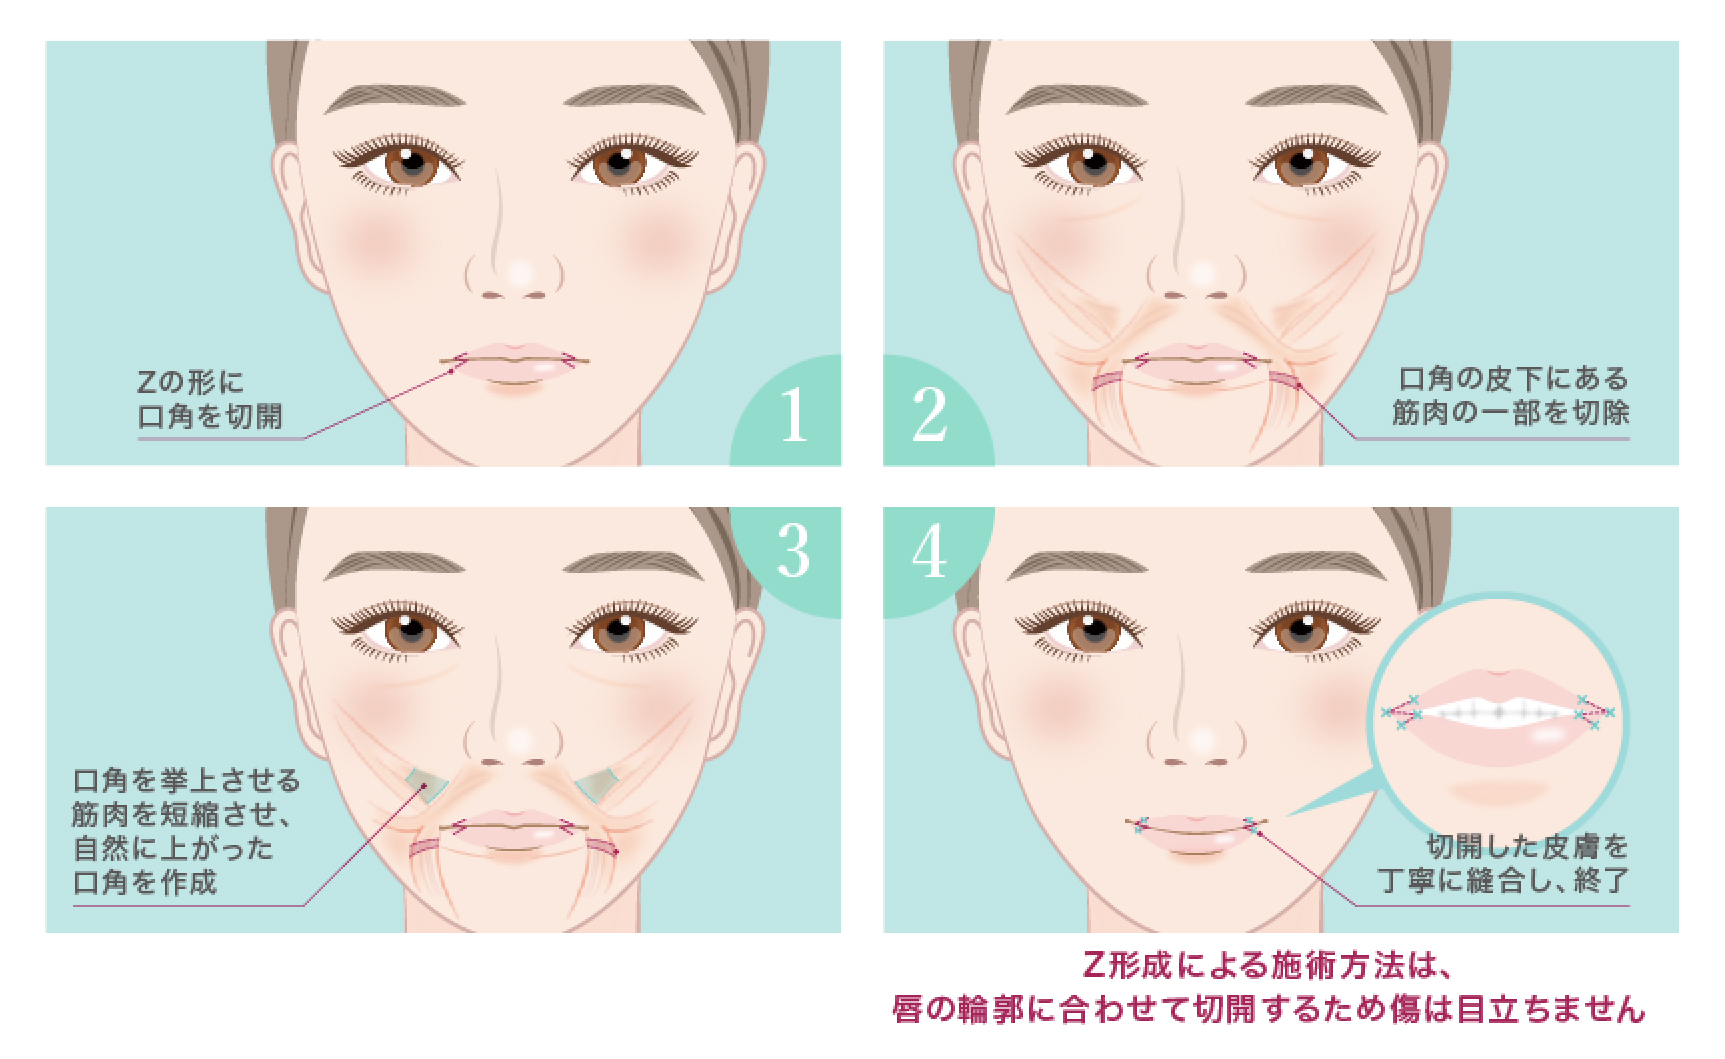 Zの形に
口角を切開
1
2
口角の皮下にある
筋肉の一部を切除
3
口角を挙上させる
筋肉を短縮させ、
自然に上がった
口角を作成
4
切開した皮膚を
丁寧に縫合し、終了
Z形成による施術方法は、
唇の輪郭に合わせて切開するため傷は目立ちません